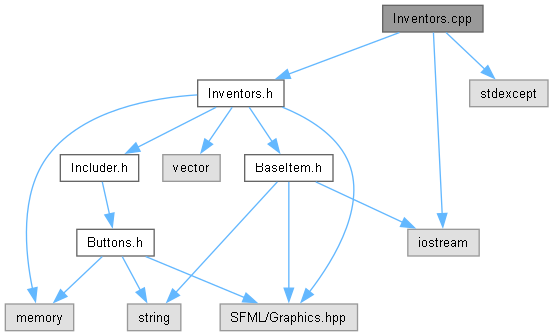 Inventors.cpp
Inventors.h
stdexcept
Includer.h
vector
BaseItem.h
Buttons.h
iostream
memory
string
SFML/Graphics.hpp